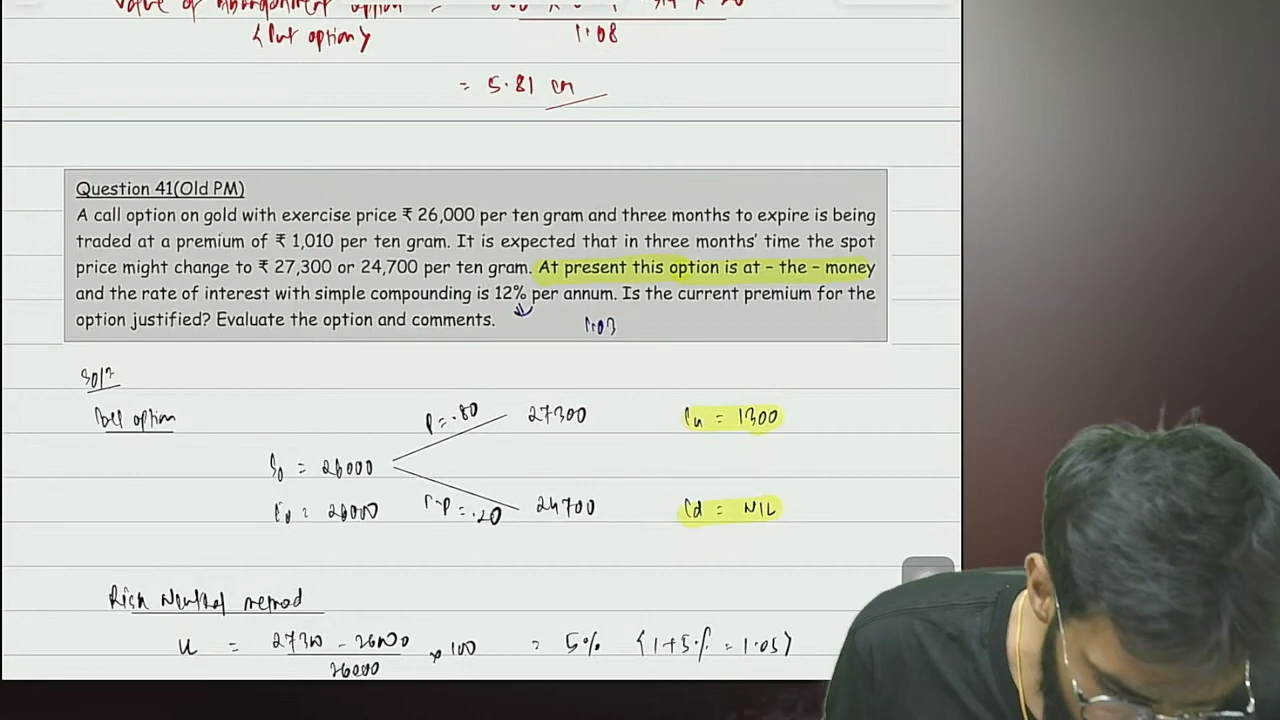 Value of abandonment option =
{Put option} 1.08
= 5.81 cr
Question 41(Old PM)
A call option on gold with exercise price ₹ 26,000 per ten gram and three months to expire is being
traded at a premium of ₹ 1,010 per ten gram. It is expected that in three months' time the spot
price might change to ₹ 27,300 or 24,700 per ten gram. At present this option is at – the – money
and the rate of interest with simple compounding is 12% per annum. Is the current premium for the
option justified? Evaluate the option and comments.
1.03
Solⁿ
Call option P = .80 27300 Cu = 1300
S₀ = 26000
E₀ = 26000 1-P = .20 24700 Cd = NIL
Risk Neutral method
u = 27300 - 26000 × 100 = 5% {1+5% = 1.05}
26000